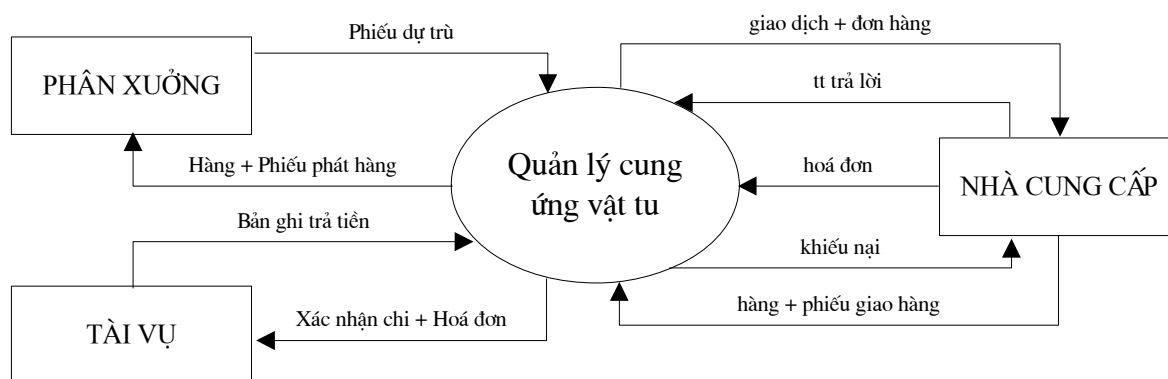 giao dịch + đơn hàng
Phiếu dự trù
PHÂN XUỞNG
tt trả lời
Hàng + Phiếu phát hàng
Quản lý cung
ứng vật tu
hoá đơn
NHÀ CUNG CẤP
Bản ghi trả tiền
khiếu nại
hàng + phiếu giao hàng
Xác nhận chi + Hoá đơn
TÀI VỤ